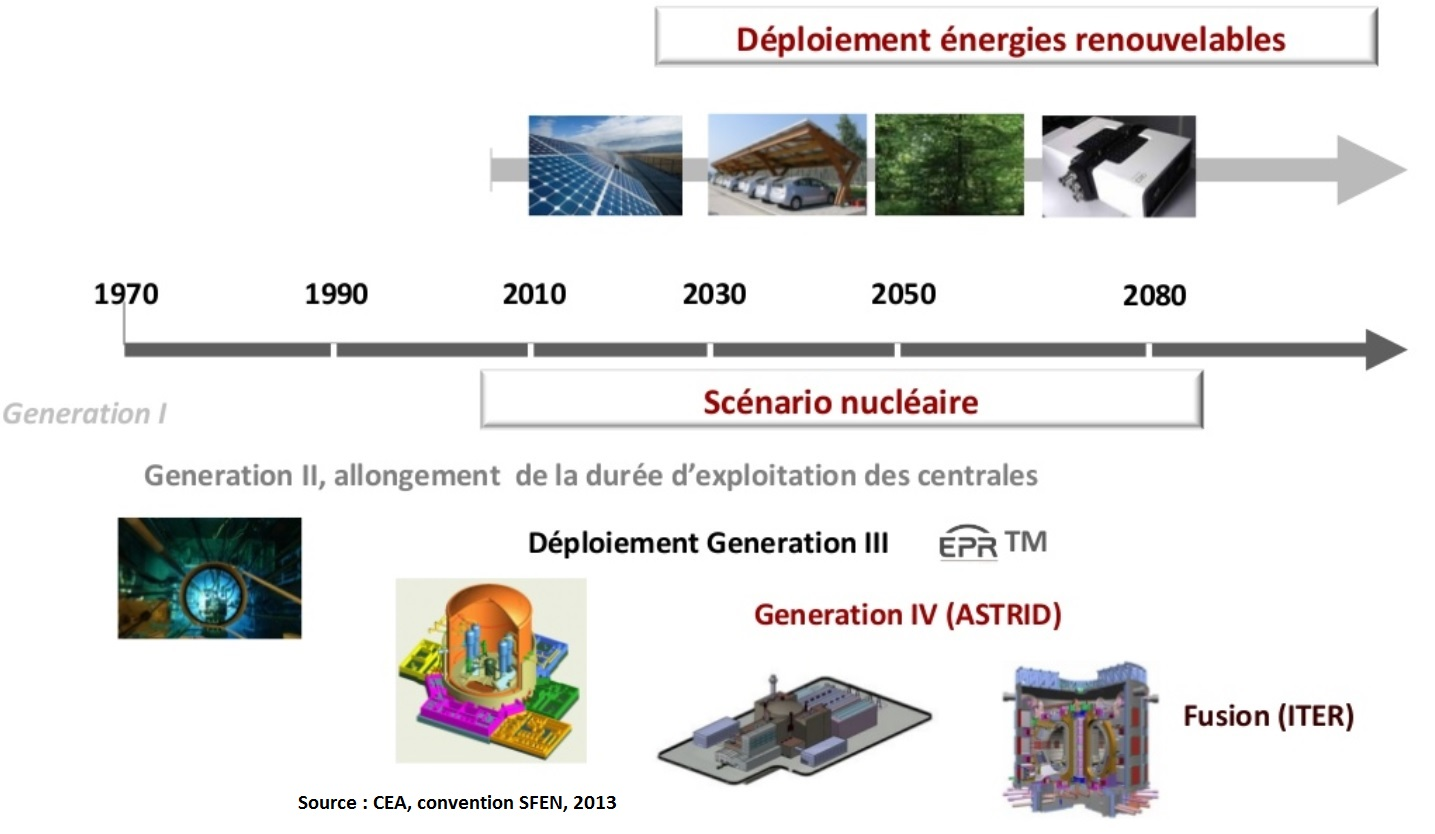 Déploiement énergies renouvelables
1970 1990 2010 2030 2050 2080
Scénario nucléaire
Generation I
Generation II, allongement de la durée d’exploitation des centrales
Déploiement Generation III EPR TM
Generation IV (ASTRID)
Fusion (ITER)
Source : CEA, convention SFEN, 2013